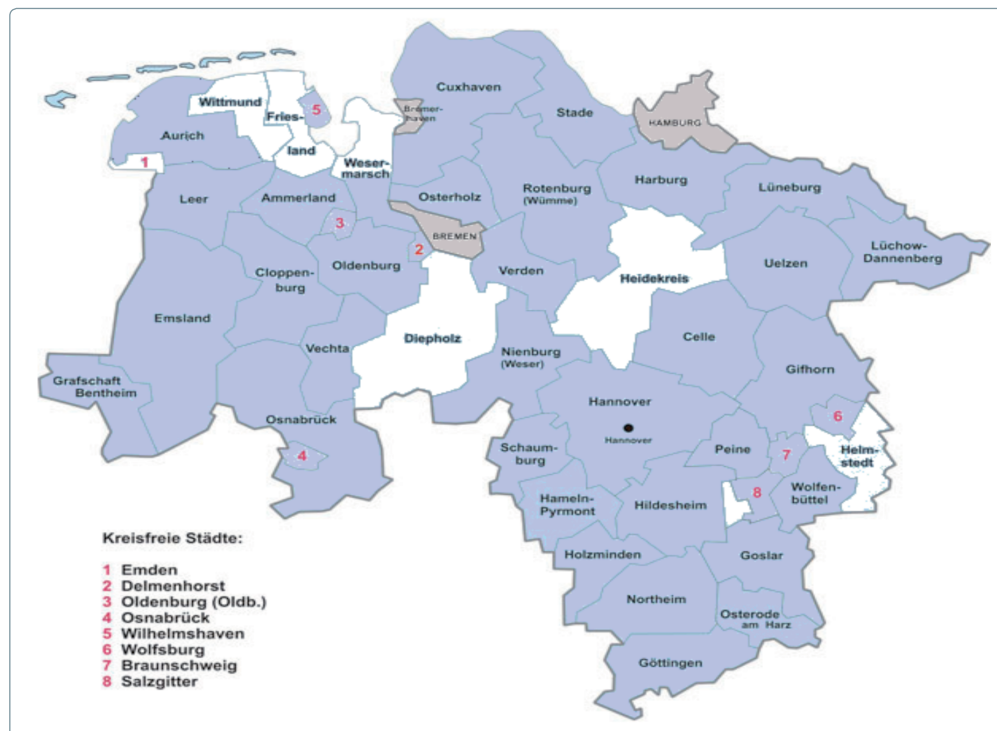 Cuxhaven
Wittmund
Bremer-
haven
5
Fries-
Stade
HAMBURG
Aurich
land
1
Weser-
marsch
Harburg
Lüneburg
Rotenburg
(Wümme)
Leer
Ammerland
Osterholz
3
BREMEN
2
Lüchow-
Dannenberg
Oldenburg
Verden
Uelzen
Cloppen-
burg
Heidekreis
Emsland
Diepholz
Celle
Vechta
Nienburg
(Weser)
Gifhorn
Grafschaft
Bentheim
Hannover
6
Osnabrück
Hannover
Schaum-
burg
Peine
Helm-
stedt
4
7
Wolfen-
büttel
8
Hameln-
Pyrmont
Hildesheim
Holzminden
Goslar
Northeim
Osterode
am Harz
Göttingen
Kreisfreie Städte:
1 Emden
2 Delmenhorst
3 Oldenburg (Oldb.)
4 Osnabrück
5 Wilhelmshaven
6 Wolfsburg
7 Braunschweig
8 Salzgitter